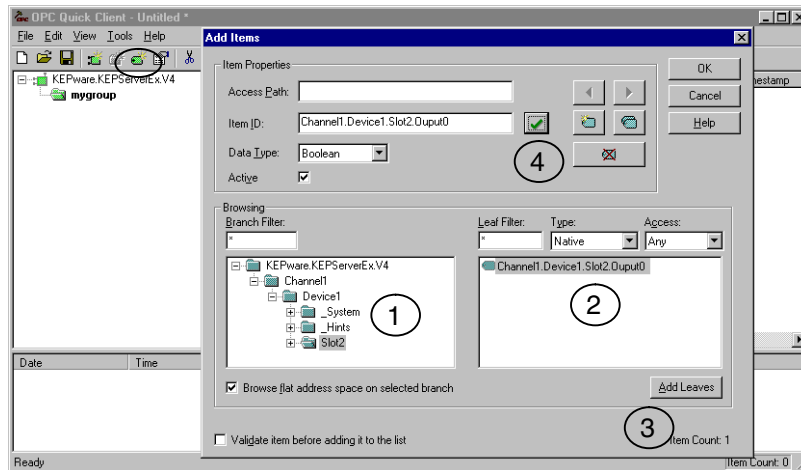 OPC Quick Client - Untitled *
File Edit View Tools Help
KEPware.KEPServerEx.V4
mygroup
Add Items
Item Properties
Access Path:
Item ID: Channel1.Device1.Slot2.Ouput0
Data Type: Boolean
Active
4
OK
Cancel
Help
Browsing
Branch Filter:
*
Leaf Filter: Type: Access:
* Native Any
KEPware.KEPServerEx.V4
Channel1
Device1
_System
_Hints
Slot2
1
Channel1.Device1.Slot2.Ouput0
2
Browse flat address space on selected branch
Add Leaves
3
Validate item before adding it to the list
Item Count: 1
Date Time
Ready
Item Count: 0